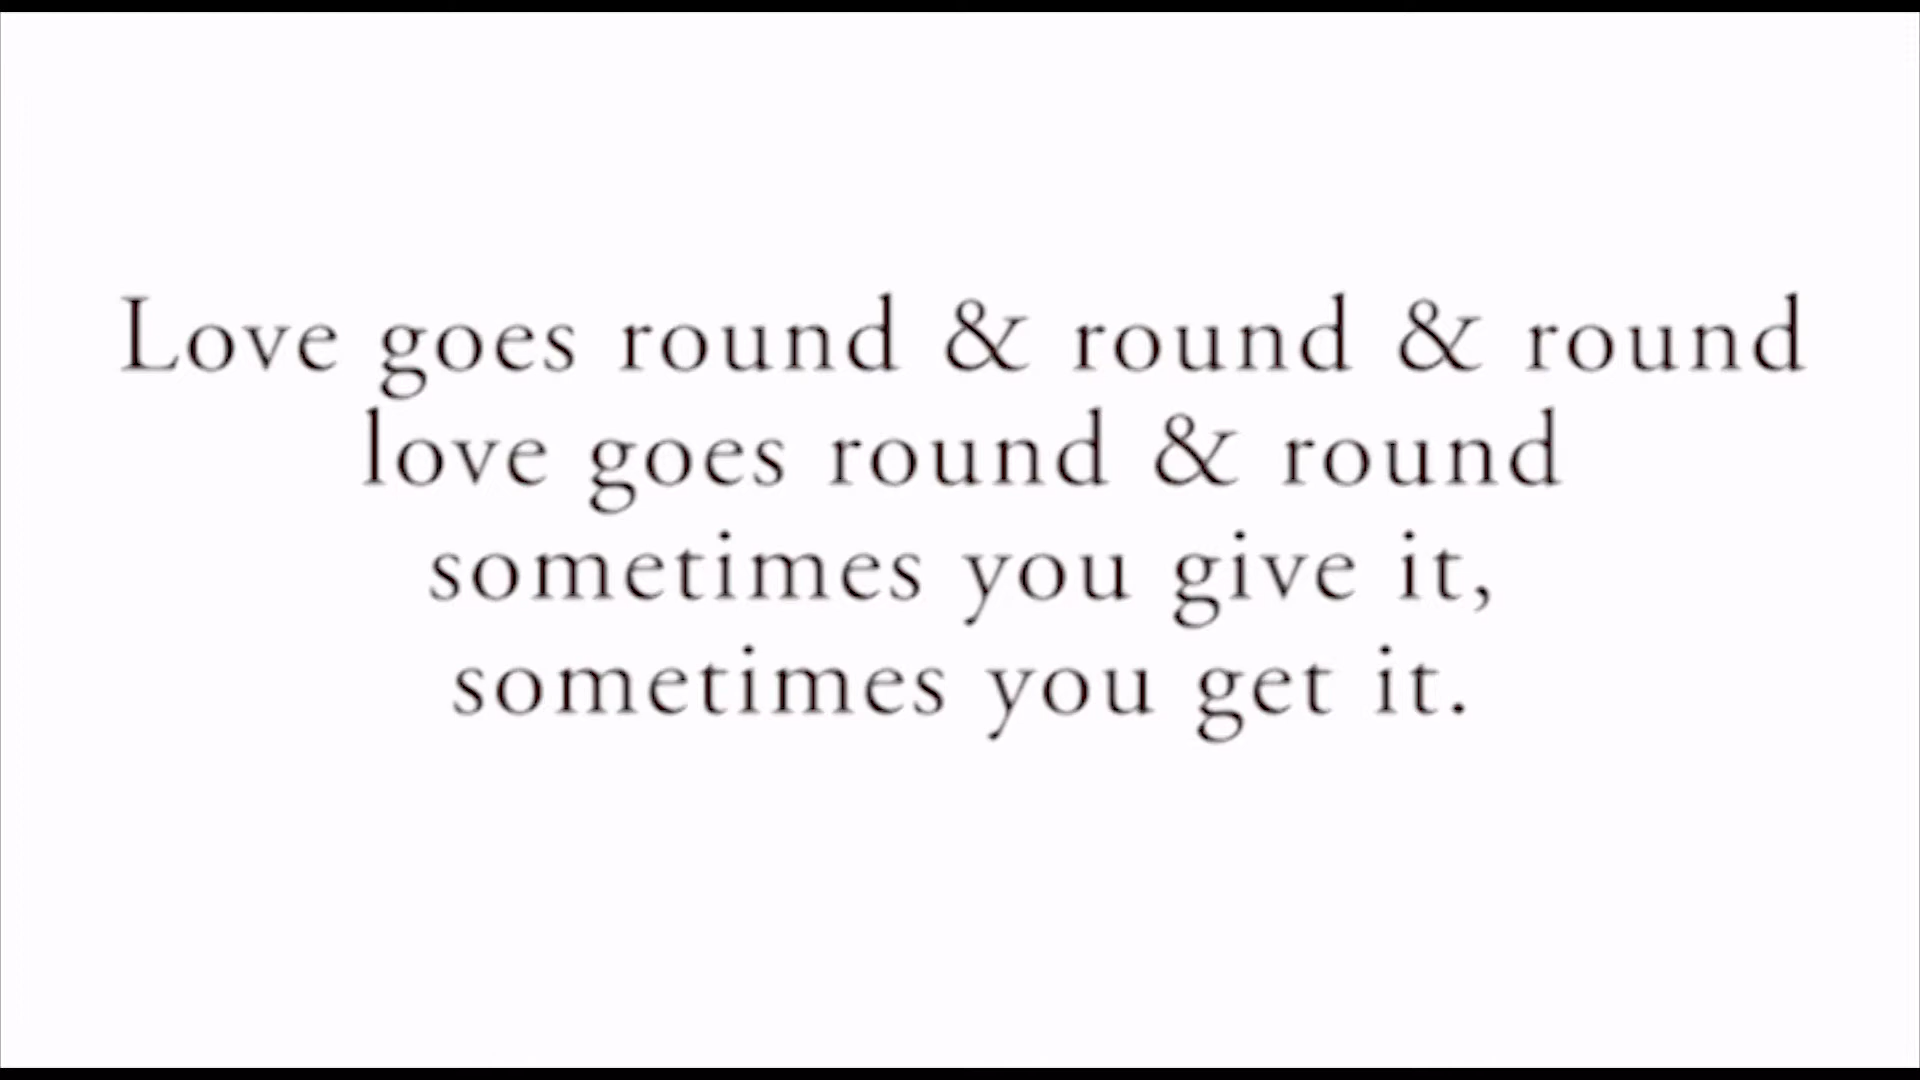 Love goes round & round & round
love goes round & round
sometimes you give it,
sometimes you get it.